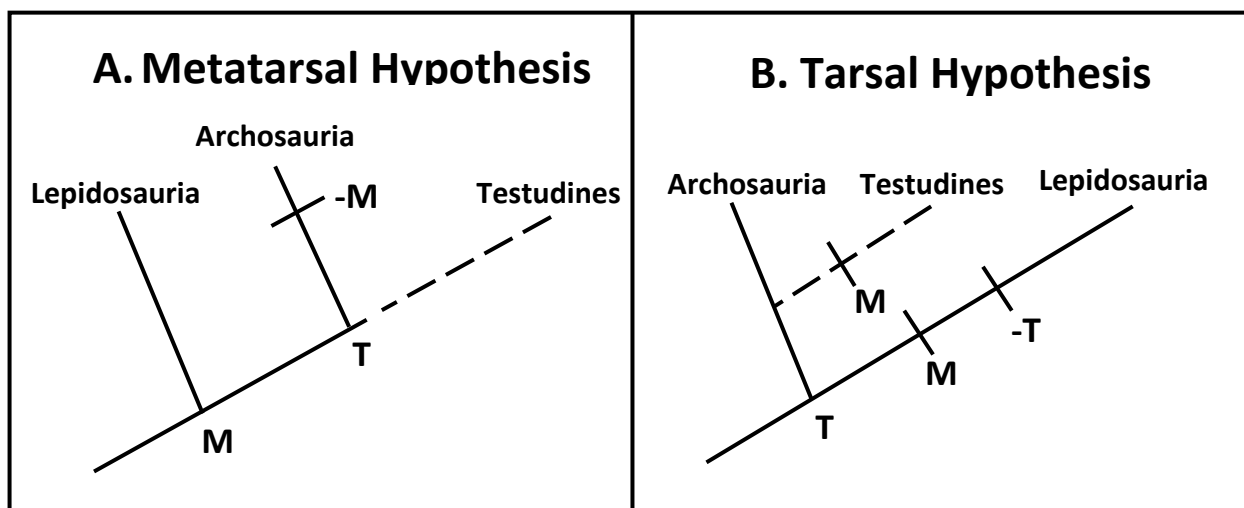 A. Metatarsal Hypothesis
Archosauria
Lepidosauria
-M
Testudines
T
M
B. Tarsal Hypothesis
Archosauria Testudines Lepidosauria
M
-T
M
T